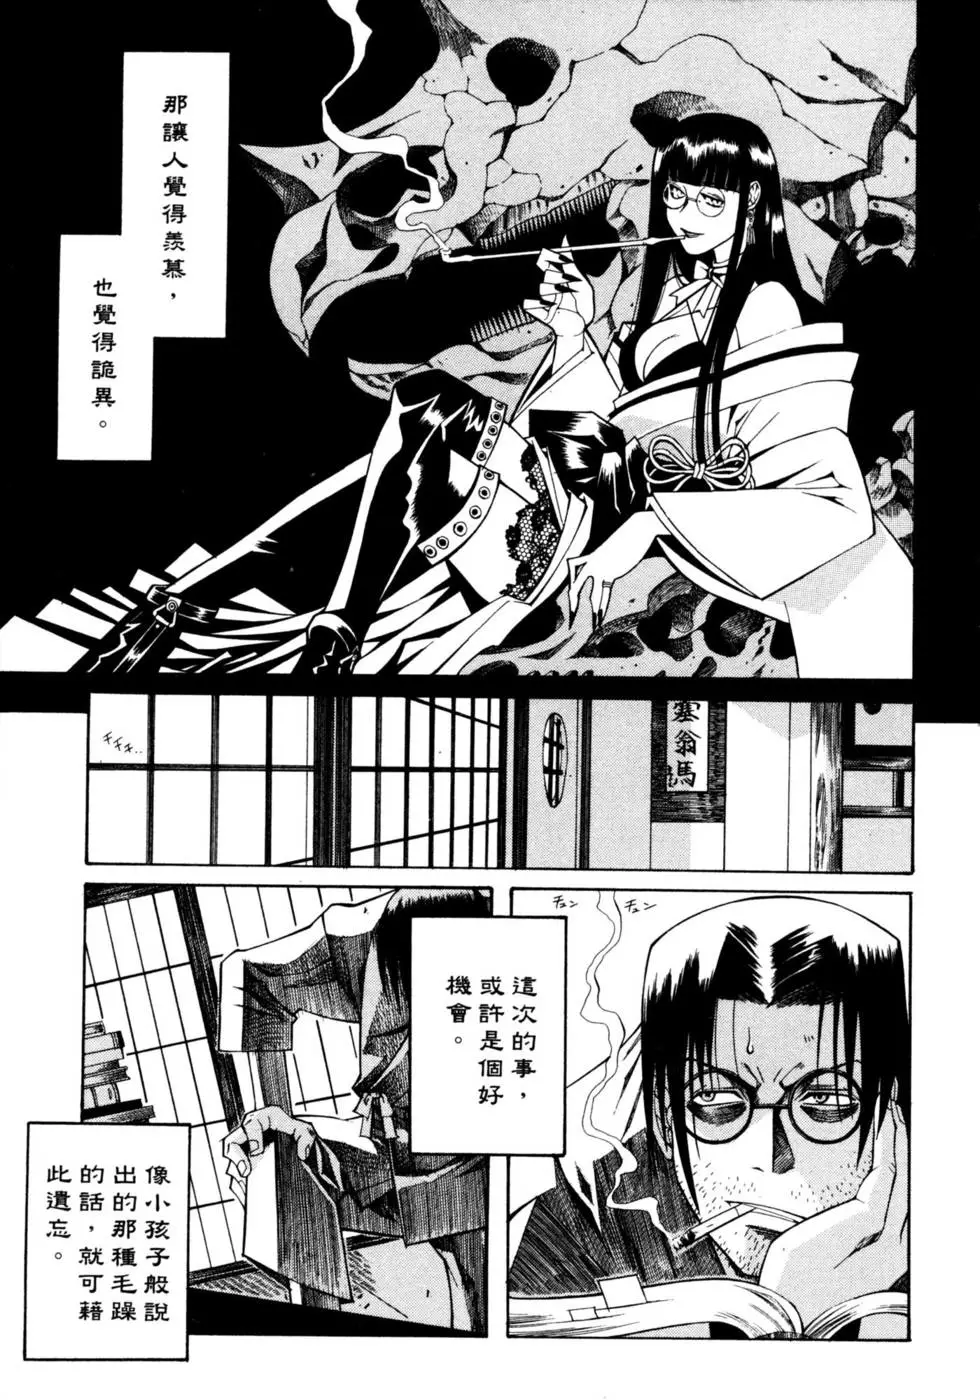 那讓人覺得羨慕，
也覺得詭異。
塞翁馬
チチチ..
チュン
チュン
這次的事，
或許是個好
機會。
像小孩子般說
出的那種毛躁
的話，就可藉
此遺忘。